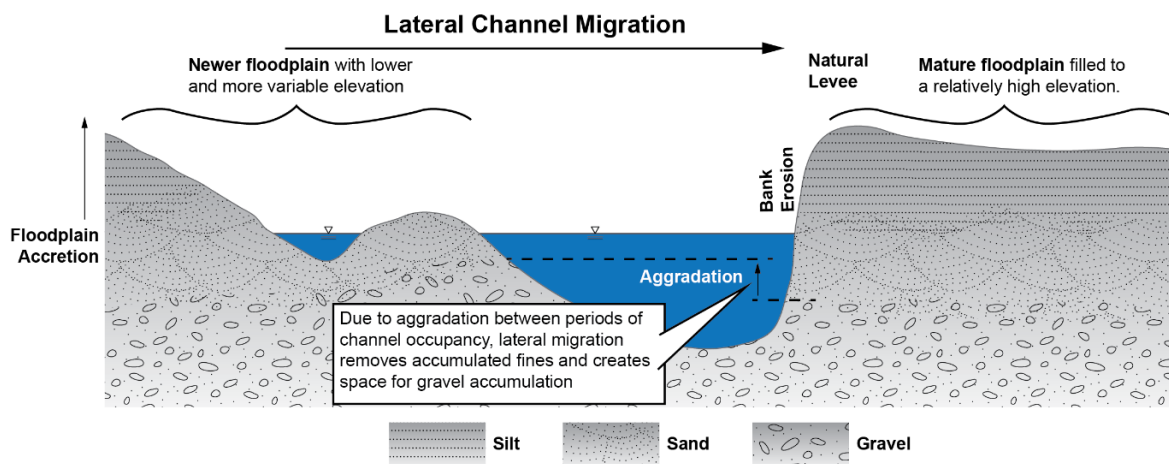 Lateral Channel Migration
Newer floodplain with lower
and more variable elevation
Natural
Levee
Mature floodplain filled to
a relatively high elevation.
Floodplain
Accretion
Bank
Erosion
Aggradation
Due to aggradation between periods of
channel occupancy, lateral migration
removes accumulated fines and creates
space for gravel accumulation
Silt
Sand
Gravel